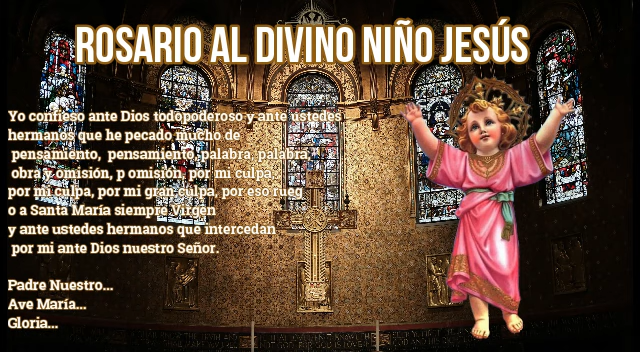 ROSARIO AL DIVINO NIÑO JESÚS
Yo confieso ante Dios todopoderoso y ante ustedes
hermanos que he pecado mucho de
pensamiento, pensamiento, palabra, palabra,
obra y omisión, p omisión, por mi culpa,
por mi culpa, por mi gran culpa, por eso rueg
o a Santa María siempre Virgen
y ante ustedes hermanos que intercedan
por mi ante Dios nuestro Señor.
Padre Nuestro...
Ave María...
Gloria...